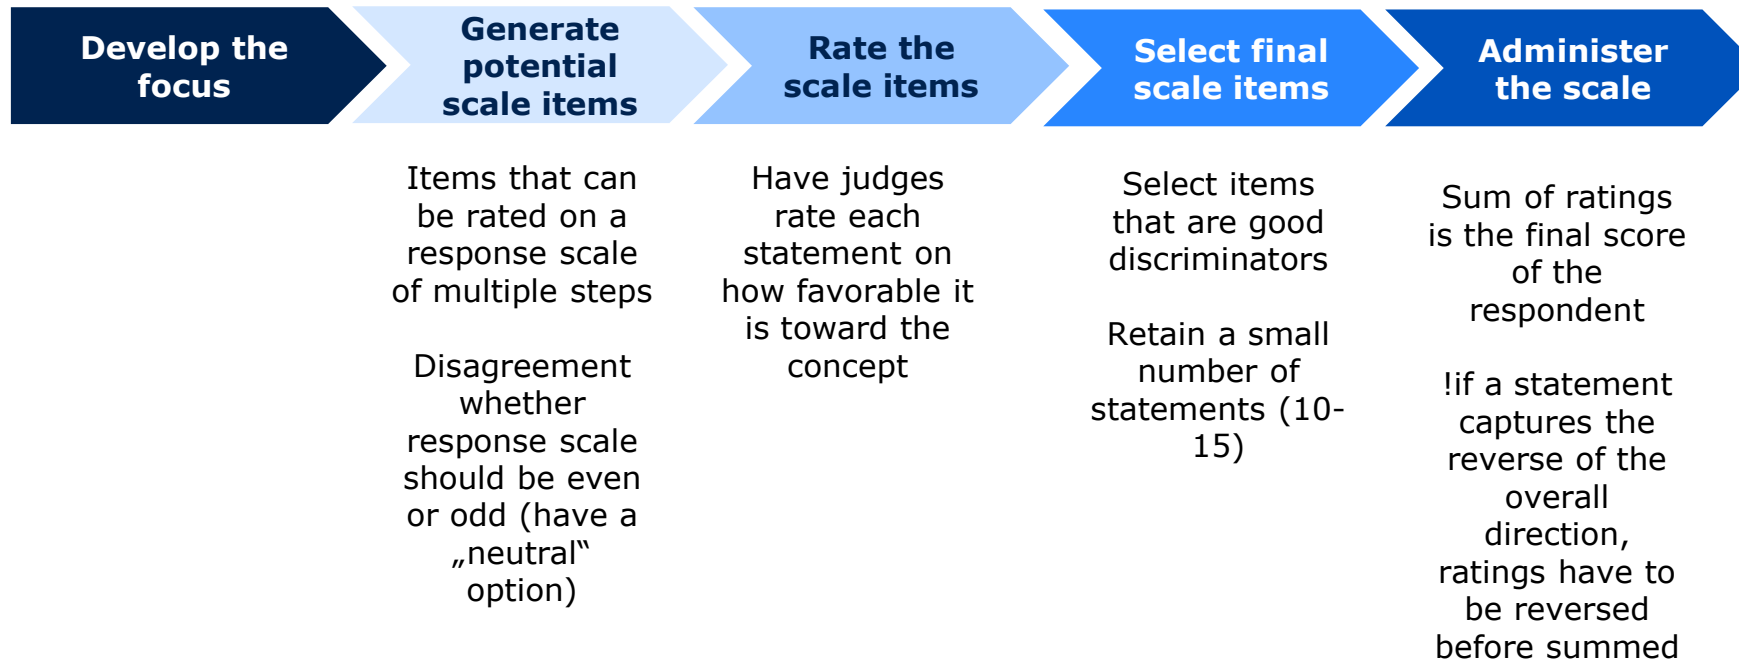 Develop the
focus
Generate
potential
scale items
Rate the
scale items
Select final
scale items
Administer
the scale
Items that can
be rated on a
response scale
of multiple steps
Disagreement
whether
response scale
should be even
or odd (have a
„neutral‟
option)
Have judges
rate each
statement on
how favorable it
is toward the
concept
Select items
that are good
discriminators
Retain a small
number of
statements (10-
15)
Sum of ratings
is the final score
of the
respondent
!if a statement
captures the
reverse of the
overall
direction,
ratings have to
be reversed
before summed